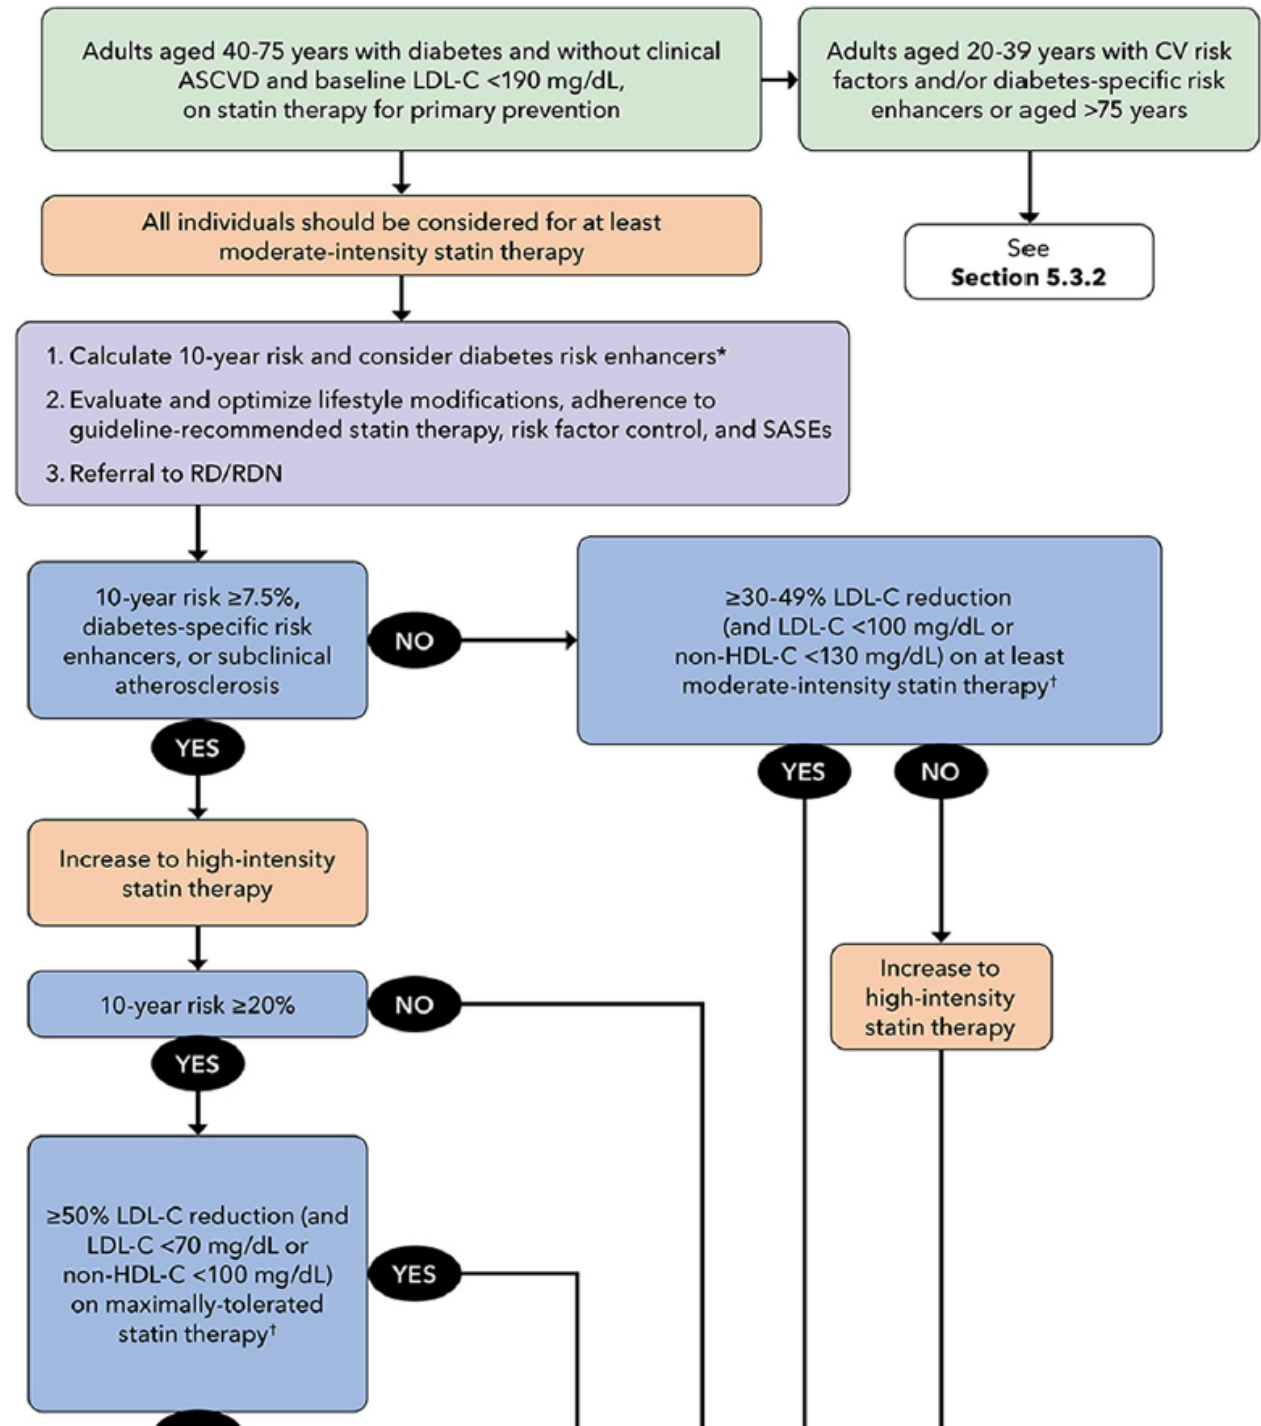 Adults aged 40-75 years with diabetes and without clinical
ASCVD and baseline LDL-C <190 mg/dL,
on statin therapy for primary prevention
Adults aged 20-39 years with CV risk
factors and/or diabetes-specific risk
enhancers or aged >75 years
All individuals should be considered for at least
moderate-intensity statin therapy
See
Section 5.3.2
1. Calculate 10-year risk and consider diabetes risk enhancers*
2. Evaluate and optimize lifestyle modifications, adherence to
guideline-recommended statin therapy, risk factor control, and SASEs
3. Referral to RD/RDN
10-year risk ≥7.5%,
diabetes-specific risk
enhancers, or subclinical
atherosclerosis
NO
≥30-49% LDL-C reduction
(and LDL-C <100 mg/dL or
non-HDL-C <130 mg/dL) on at least
moderate-intensity statin therapy†
YES
YES
NO
Increase to high-intensity
statin therapy
Increase to
high-intensity
statin therapy
10-year risk ≥20%
NO
YES
≥50% LDL-C reduction (and
LDL-C <70 mg/dL or
non-HDL-C <100 mg/dL)
on maximally-tolerated
statin therapy†
YES